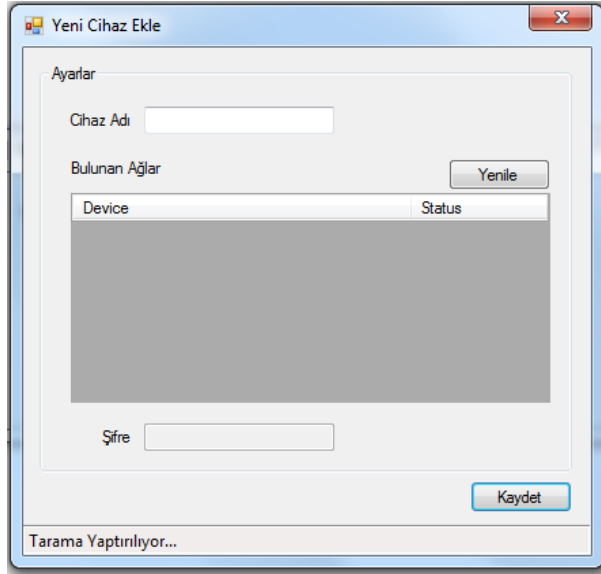 Yeni Cihaz Ekle
Ayarlar
Cihaz Adı
Bulunan Ağlar
Yenile
Device Status
Şifre
Kaydet
Tarama Yaptırılıyor...